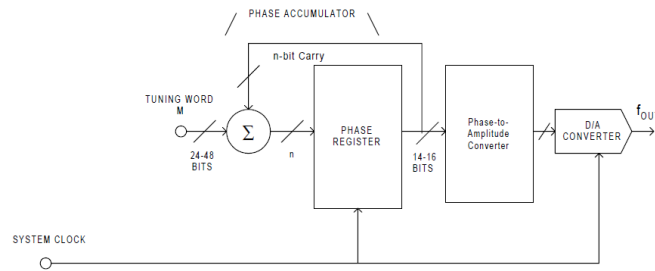 PHASE ACCUMULATOR
n-bit Carry
TUNING WORD
M
24-48
BITS
Σ
n
PHASE
REGISTER
14-16
BITS
Phase-to-
Amplitude
Converter
D/A
CONVERTER
fOU
SYSTEM CLOCK